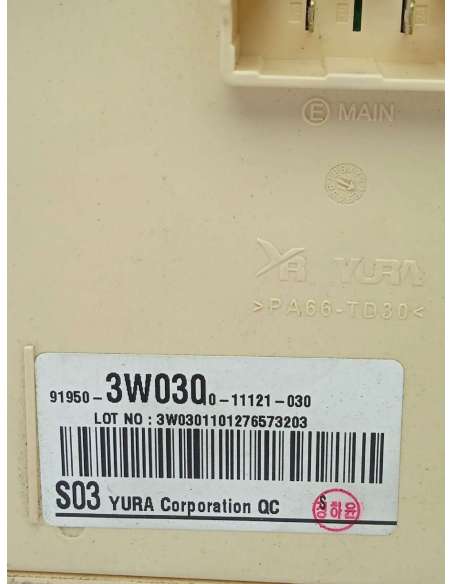 Ⓔ MAIN
YR YURA
>PA66-TD30<
91950-3W030 0-11121-030
LOT NO : 3W0301101276573203
S03 YURA Corporation QC